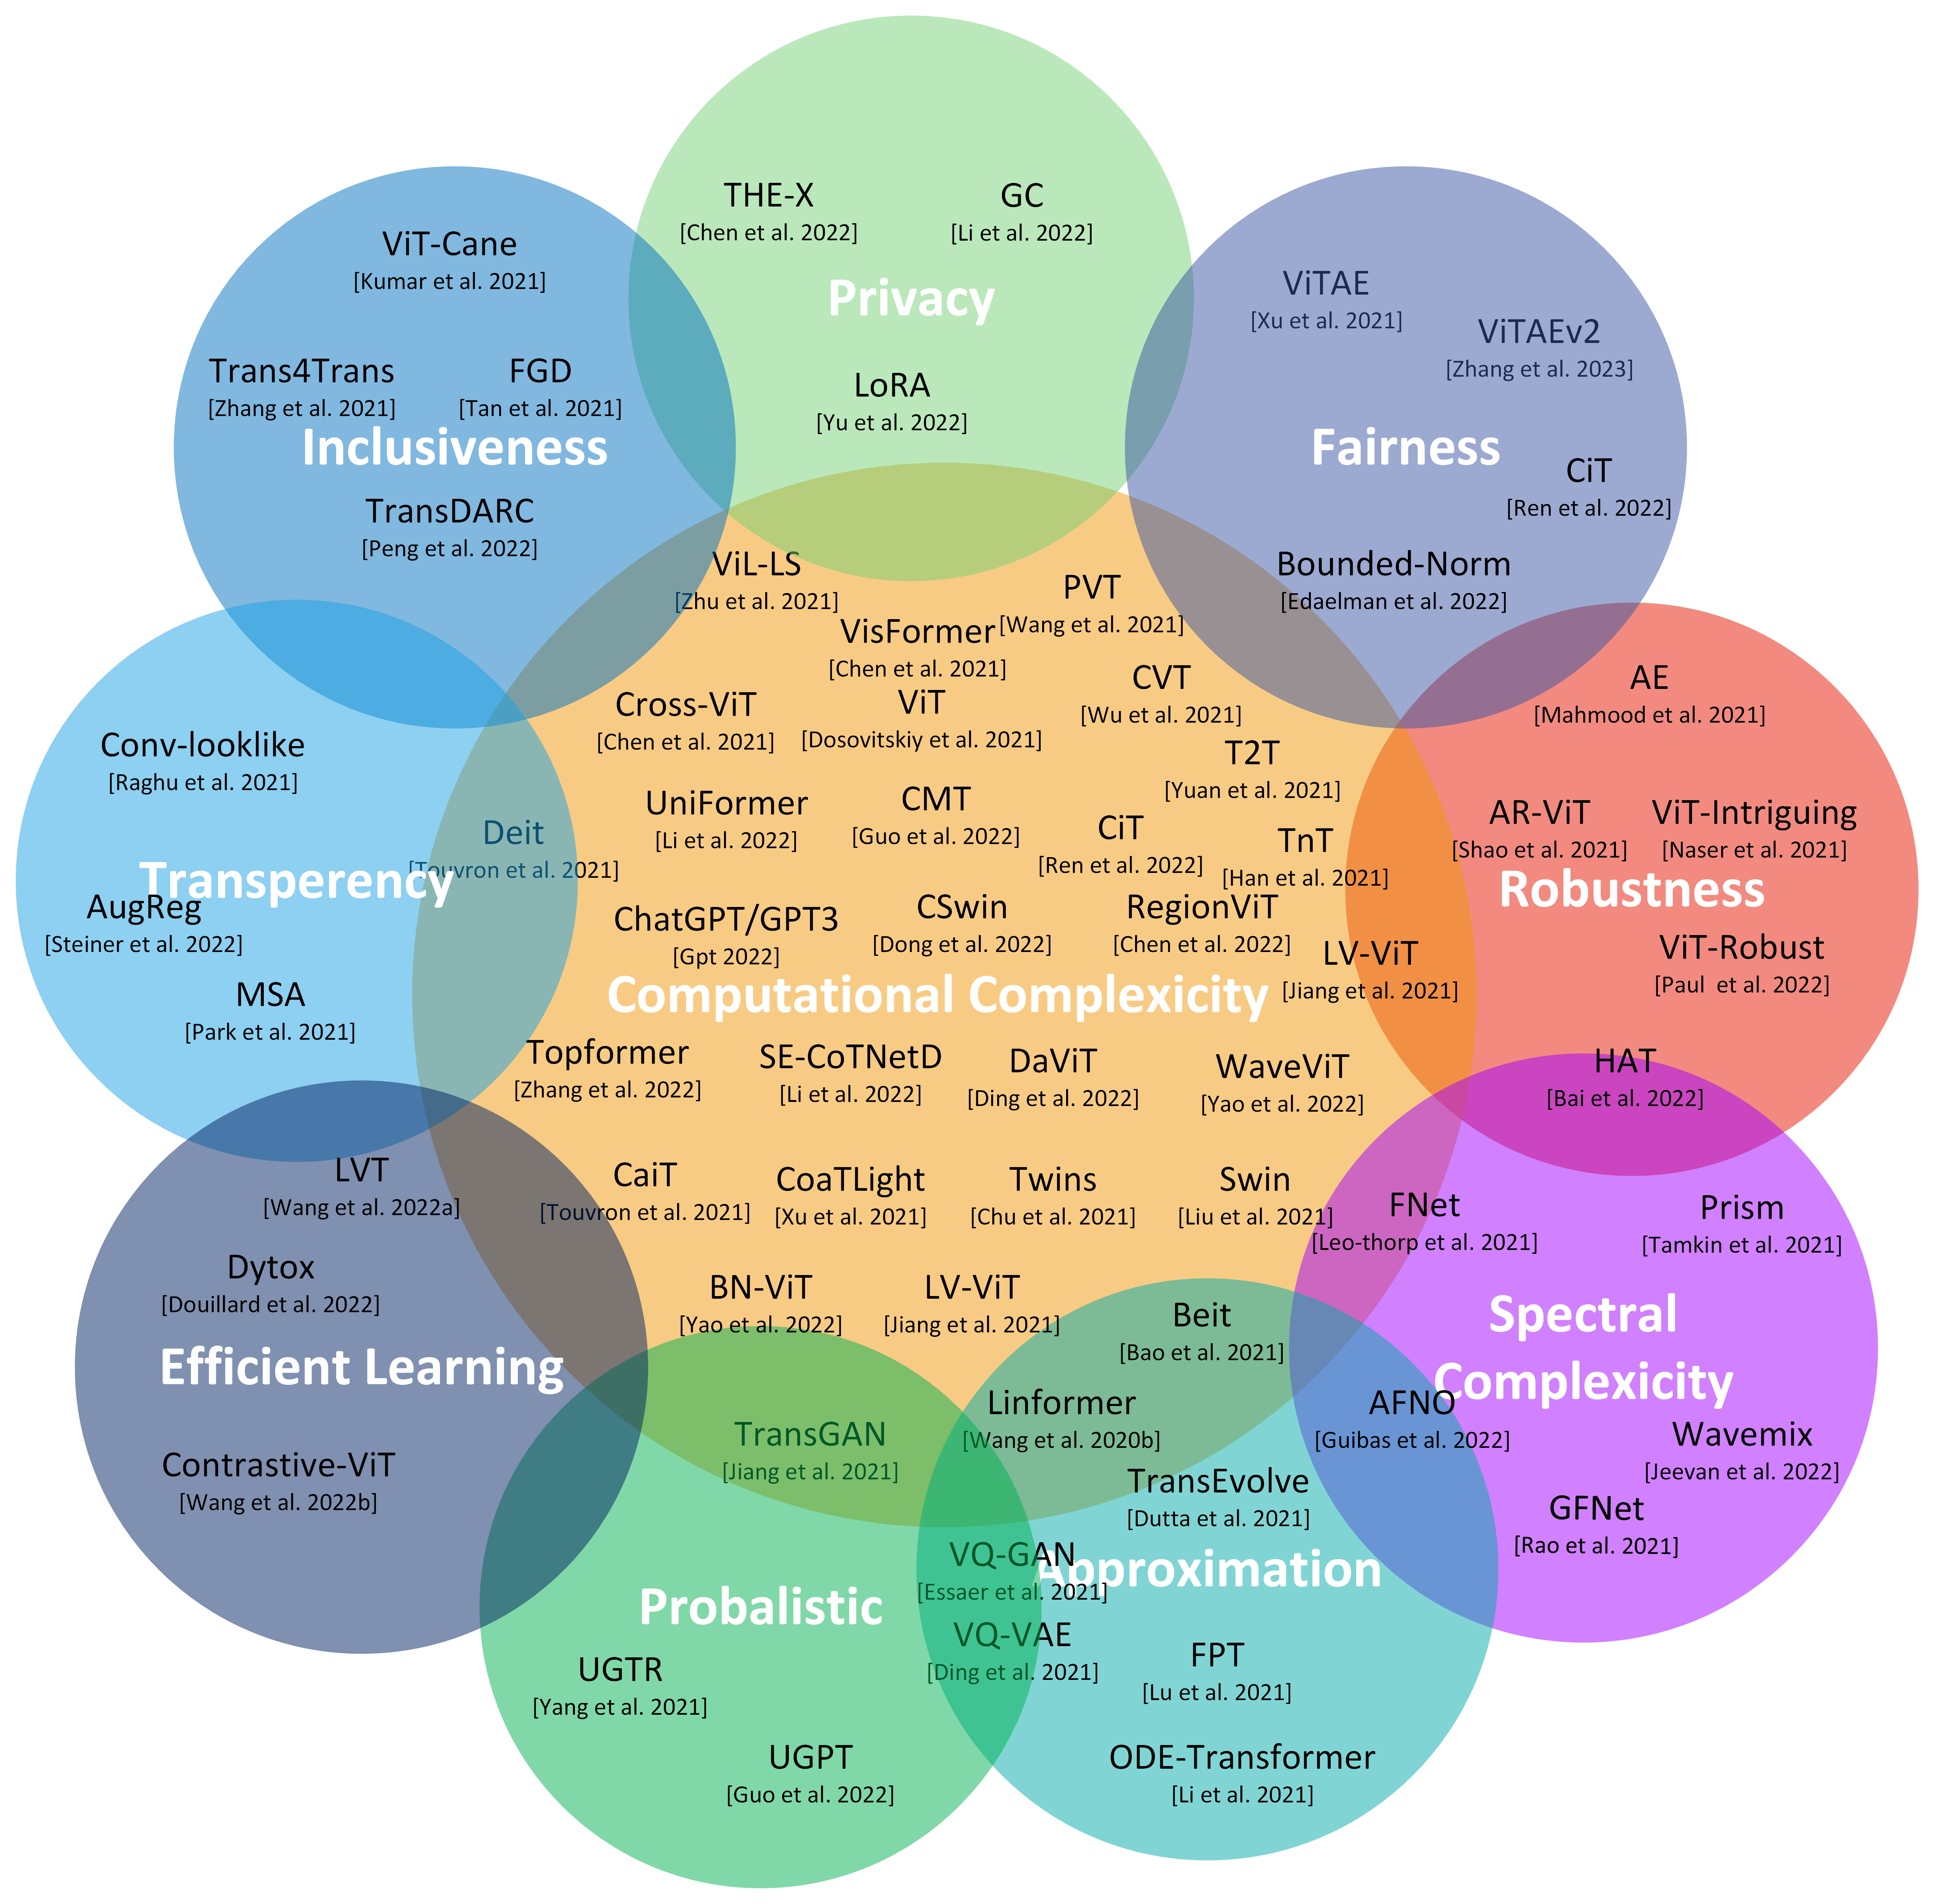 THE-X
[Chen et al. 2022]
GC
[Li et al. 2022]
Privacy
LoRA
[Yu et al. 2022]
ViT-Cane
[Kumar et al. 2021]
Trans4Trans
[Zhang et al. 2021]
FGD
[Tan et al. 2021]
Inclusiveness
TransDARC
[Peng et al. 2022]
ViTAE
[Xu et al. 2021]
ViTAEv2
[Zhang et al. 2023]
Fairness
CiT
[Ren et al. 2022]
Bounded-Norm
[Edaelman et al. 2022]
ViL-LS
[Zhu et al. 2021]
PVT
[Wang et al. 2021]
VisFormer
[Chen et al. 2021]
CVT
[Wu et al. 2021]
Cross-ViT
[Chen et al. 2021]
ViT
[Dosovitskiy et al. 2021]
T2T
[Yuan et al. 2021]
UniFormer
[Li et al. 2022]
CMT
[Guo et al. 2022]
CiT
[Ren et al. 2022]
TnT
[Han et al. 2021]
Deit
[Touvron et al. 2021]
ChatGPT/GPT3
[Gpt 2022]
CSwin
[Dong et al. 2022]
RegionViT
[Chen et al. 2022]
LV-ViT
[Jiang et al. 2021]
Computational Complexicity
Topformer
[Zhang et al. 2022]
SE-CoTNetD
[Li et al. 2022]
DaViT
[Ding et al. 2022]
WaveViT
[Yao et al. 2022]
CaiT
[Touvron et al. 2021]
CoaTLight
[Xu et al. 2021]
Twins
[Chu et al. 2021]
Swin
[Liu et al. 2021]
BN-ViT
[Yao et al. 2022]
LV-ViT
[Jiang et al. 2021]
Conv-looklike
[Raghu et al. 2021]
Transperency
AugReg
[Steiner et al. 2022]
MSA
[Park et al. 2021]
AE
[Mahmood et al. 2021]
AR-ViT
[Shao et al. 2021]
ViT-Intriguing
[Naser et al. 2021]
Robustness
ViT-Robust
[Paul et al. 2022]
HAT
[Bai et al. 2022]
FNet
[Leo-thorp et al. 2021]
Prism
[Tamkin et al. 2021]
Spectral
Complexicity
AFNO
[Guibas et al. 2022]
Wavemix
[Jeevan et al. 2022]
GFNet
[Rao et al. 2021]
LVT
[Wang et al. 2022a]
Dytox
[Douillard et al. 2022]
Efficient Learning
Contrastive-ViT
[Wang et al. 2022b]
TransGAN
[Jiang et al. 2021]
Probalistic
UGTR
[Yang et al. 2021]
UGPT
[Guo et al. 2022]
Beit
[Bao et al. 2021]
Linformer
[Wang et al. 2020b]
TransEvolve
[Dutta et al. 2021]
VQ-GAN
[Essaer et al. 2021]
Approximation
VQ-VAE
[Ding et al. 2021]
FPT
[Lu et al. 2021]
ODE-Transformer
[Li et al. 2021]